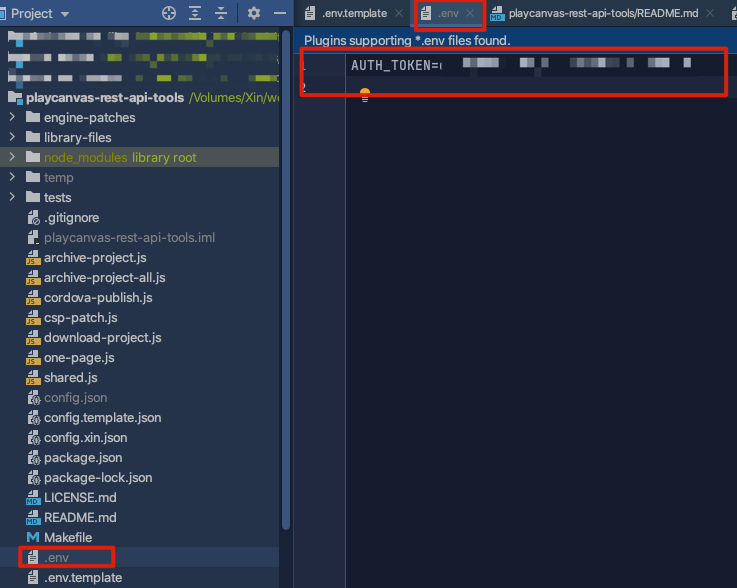 Project
.env.template
.env
playcanvas-rest-api-tools/README.md
Plugins supporting *.env files found.
1
AUTH_TOKEN=
2
playcanvas-rest-api-tools /Volumes/Xin/w
engine-patches
library-files
node_modules library root
temp
tests
.gitignore
playcanvas-rest-api-tools.iml
archive-project.js
archive-project-all.js
cordova-publish.js
csp-patch.js
download-project.js
one-page.js
shared.js
config.json
config.template.json
config.xin.json
package.json
package-lock.json
LICENSE.md
README.md
Makefile
.env
.env.template